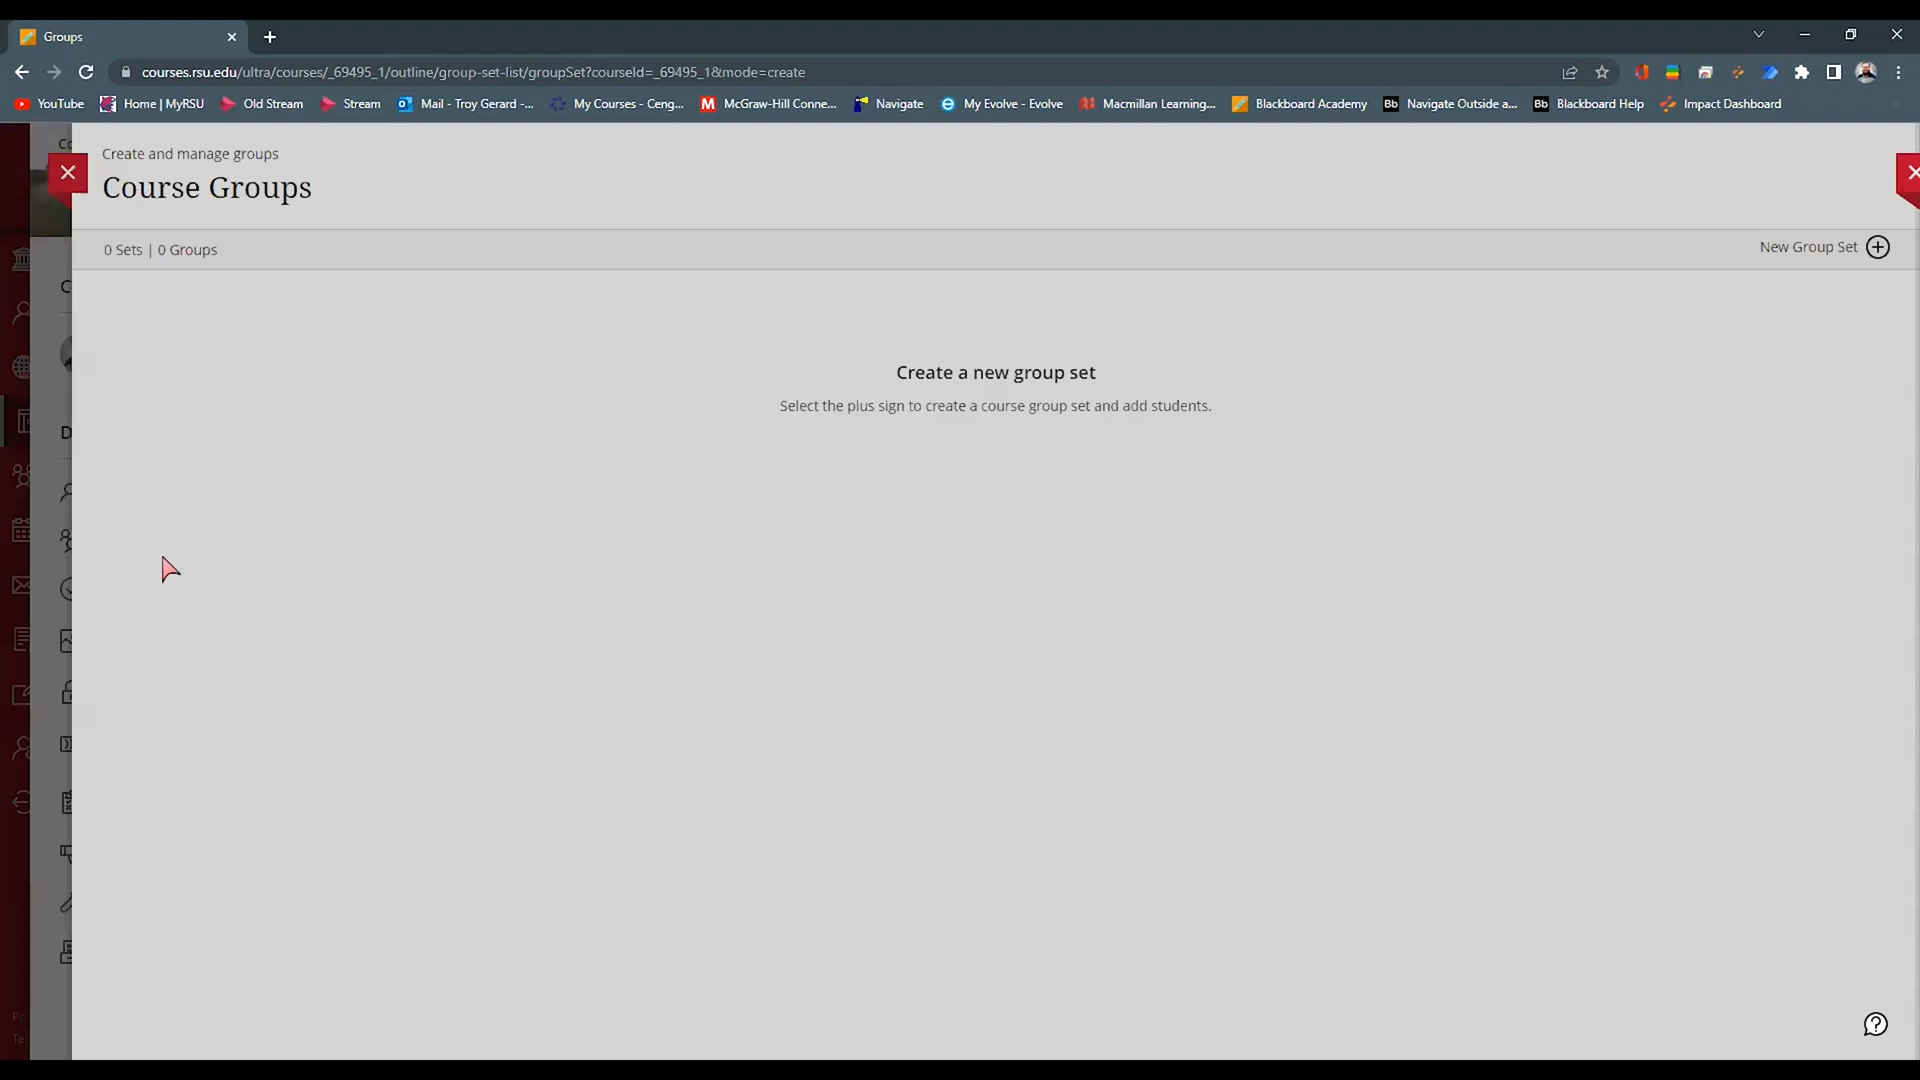 Groups
courses.rsu.edu/ultra/courses/_69495_1/outline/group-set-list/groupSet?courseId=_69495_1&mode=create
YouTube Home | MyRSU Old Stream Stream Mail - Troy Gerard -... My Courses - Ceng... McGraw-Hill Conne... Navigate My Evolve - Evolve Macmillan Learning... Blackboard Academy Bb Navigate Outside a... Bb Blackboard Help Impact Dashboard
Create and manage groups
Course Groups
0 Sets | 0 Groups
New Group Set
Create a new group set
Select the plus sign to create a course group set and add students.